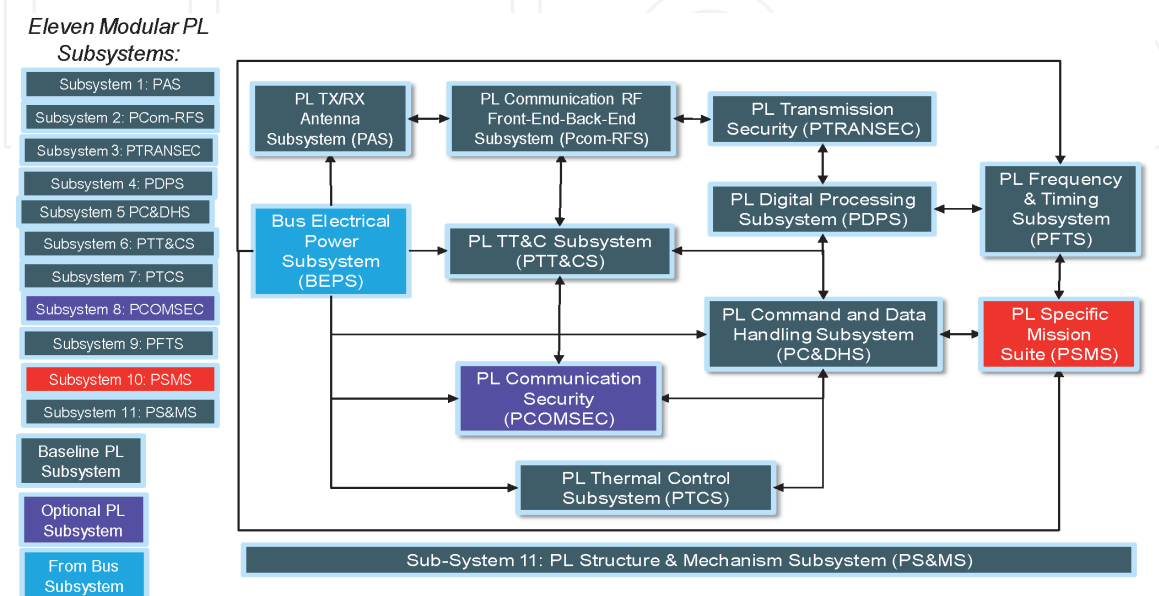 Eleven Modular PL
Subsystems:
Subsystem 1: PAS
Subsystem 2: PCom-RFS
Subsystem 3: PTRANSEC
Subsystem 4: PDPS
Subsystem 5 PC&DHS
Subsystem 6: PTT&CS
Subsystem 7: PTCS
Subsystem 8: PCOMSEC
Subsystem 9: PFTS
Subsystem 10: PSMS
Subsystem 11: PS&MS
Baseline PL
Subsystem
Optional PL
Subsystem
From Bus
Subsystem
PL TX/RX
Antenna
Subsystem (PAS)
PL Communication RF
Front-End-Back-End
Subsystem (Pcom-RFS)
PL Transmission
Security (PTRANSEC)
PL Digital Processing
Subsystem (PDPS)
PL Frequency
& Timing
Subsystem
(PFTS)
Bus Electrical
Power
Subsystem
(BEPS)
PL TT&C Subsystem
(PTT&CS)
PL Command and Data
Handling Subsystem
(PC&DHS)
PL Specific
Mission
Suite (PSMS)
PL Communication
Security
(PCOMSEC)
PL Thermal Control
Subsystem (PTCS)
Sub-System 11: PL Structure & Mechanism Subsystem (PS&MS)